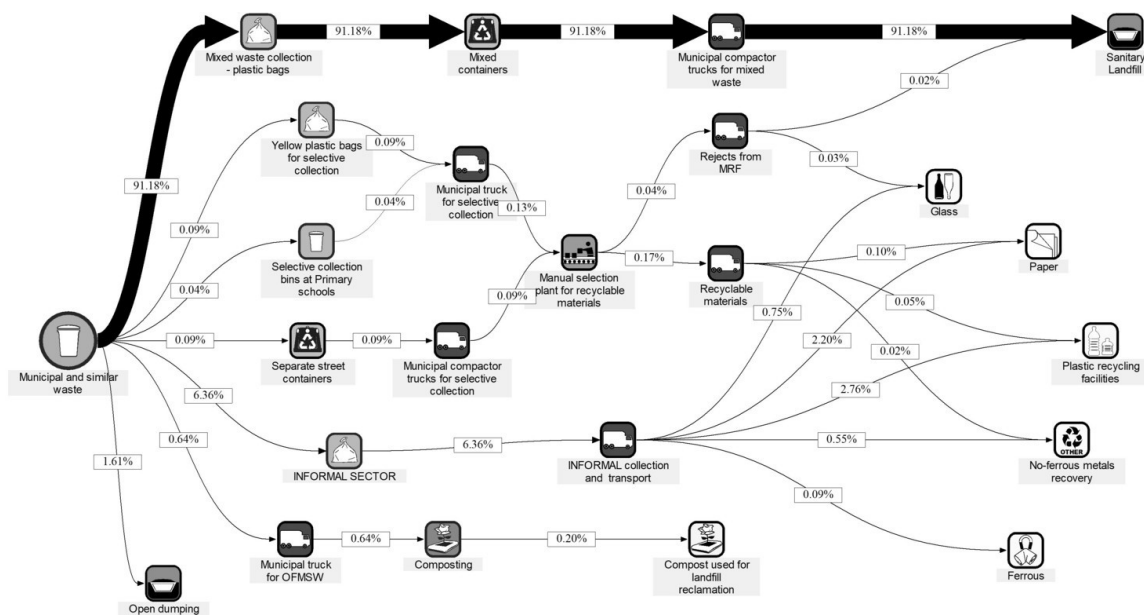 91.18%
91.18%
91.18%
Mixed waste collection
- plastic bags
Mixed
containers
Municipal compactor
trucks for mixed
waste
Sanitary
Landfill
0.02%
0.09%
Yellow plastic bags
for selective
collection
Rejects from
MRF
0.03%
Municipal truck
for selective
collection
0.04%
0.04%
0.13%
Glass
91.18%
0.09%
Selective collection
bins at Primary
schools
Manual selection
plant for recyclable
materials
0.17%
Recyclable
materials
0.10%
Paper
0.04%
0.09%
0.75%
0.05%
Municipal and similar
waste
0.09%
Separate street
containers
0.09%
Municipal compactor
trucks for selective
collection
2.20%
0.02%
Plastic recycling
facilities
6.36%
2.76%
0.64%
INFORMAL SECTOR
6.36%
INFORMAL collection
and transport
0.55%
OTHER
No-ferrous metals
recovery
1.61%
0.09%
Municipal truck
for OFMSW
0.64%
Composting
0.20%
Compost used for
landfill
reclamation
Ferrous
Open dumping